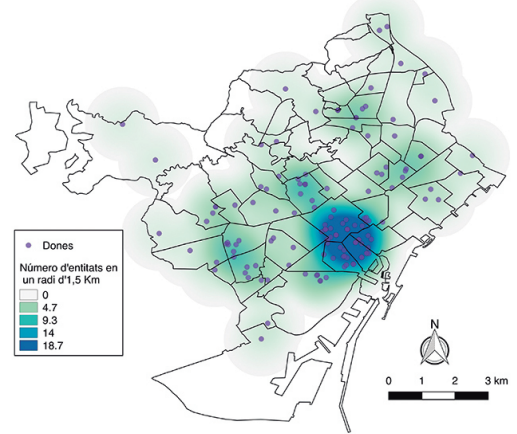 Dones
Número d'entitats en
un radi d'1,5 Km
0
4.7
9.3
14
18.7
N
0 1 2 3 km